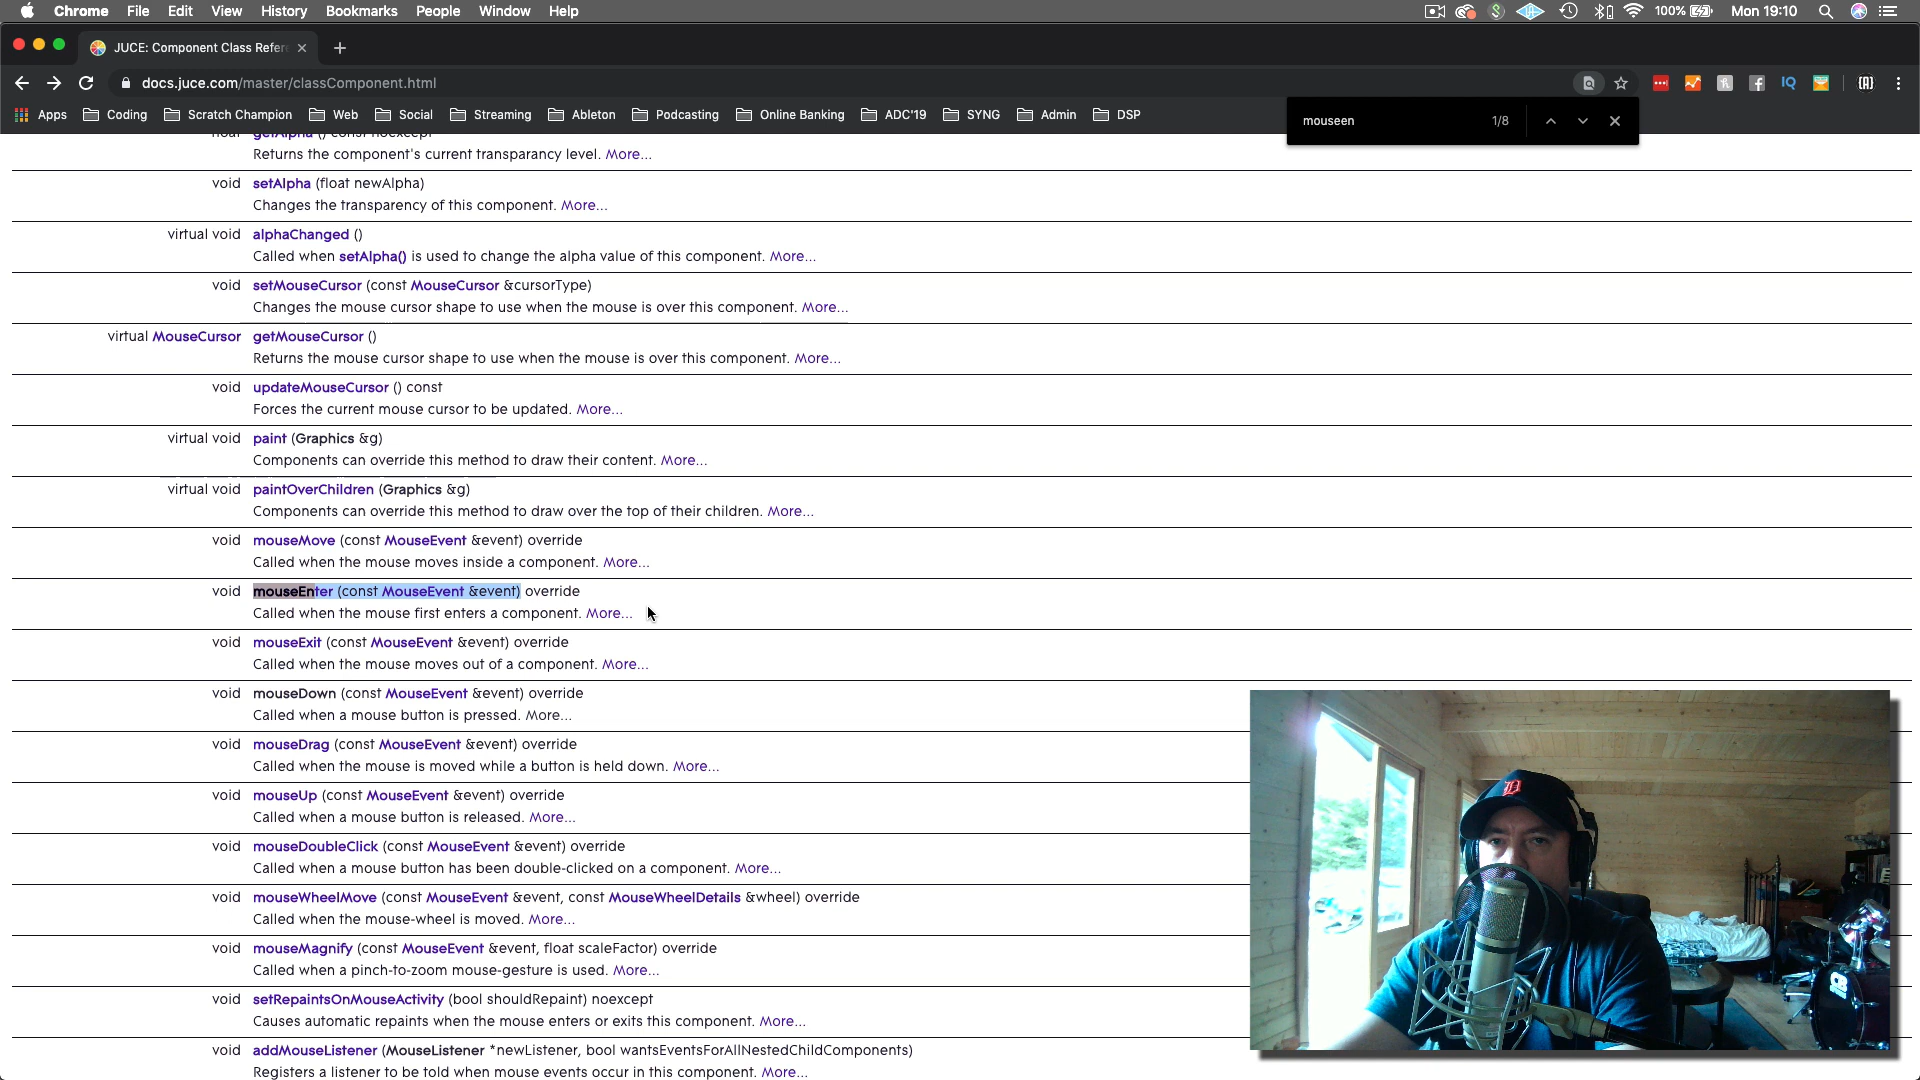 Chrome File Edit View History Bookmarks People Window Help 100% Mon 19:10
JUCE: Component Class Refer
docs.juce.com/master/classComponent.html
Apps Coding Scratch Champion Web Social Streaming Ableton Podcasting Online Banking ADC'19 SYNG Admin DSP
mouseen 1/8
float getAlpha () const noexcept
Returns the component's current transparancy level. More...
void setAlpha (float newAlpha)
Changes the transparency of this component. More...
virtual void alphaChanged ()
Called when setAlpha() is used to change the alpha value of this component. More...
void setMouseCursor (const MouseCursor &cursorType)
Changes the mouse cursor shape to use when the mouse is over this component. More...
virtual MouseCursor getMouseCursor ()
Returns the mouse cursor shape to use when the mouse is over this component. More...
void updateMouseCursor () const
Forces the current mouse cursor to be updated. More...
virtual void paint (Graphics &g)
Components can override this method to draw their content. More...
virtual void paintOverChildren (Graphics &g)
Components can override this method to draw over the top of their children. More...
void mouseMove (const MouseEvent &event) override
Called when the mouse moves inside a component. More...
void mouseEnter (const MouseEvent &event) override
Called when the mouse first enters a component. More...
void mouseExit (const MouseEvent &event) override
Called when the mouse moves out of a component. More...
void mouseDown (const MouseEvent &event) override
Called when a mouse button is pressed. More...
void mouseDrag (const MouseEvent &event) override
Called when the mouse is moved while a button is held down. More...
void mouseUp (const MouseEvent &event) override
Called when a mouse button is released. More...
void mouseDoubleClick (const MouseEvent &event) override
Called when a mouse button has been double-clicked on a component. More...
void mouseWheelMove (const MouseEvent &event, const MouseWheelDetails &wheel) override
Called when the mouse-wheel is moved. More...
void mouseMagnify (const MouseEvent &event, float scaleFactor) override
Called when a pinch-to-zoom mouse-gesture is used. More...
void setRepaintsOnMouseActivity (bool shouldRepaint) noexcept
Causes automatic repaints when the mouse enters or exits this component. More...
void addMouseListener (MouseListener *newListener, bool wantsEventsForAllNestedChildComponents)
Registers a listener to be told when mouse events occur in this component. More...